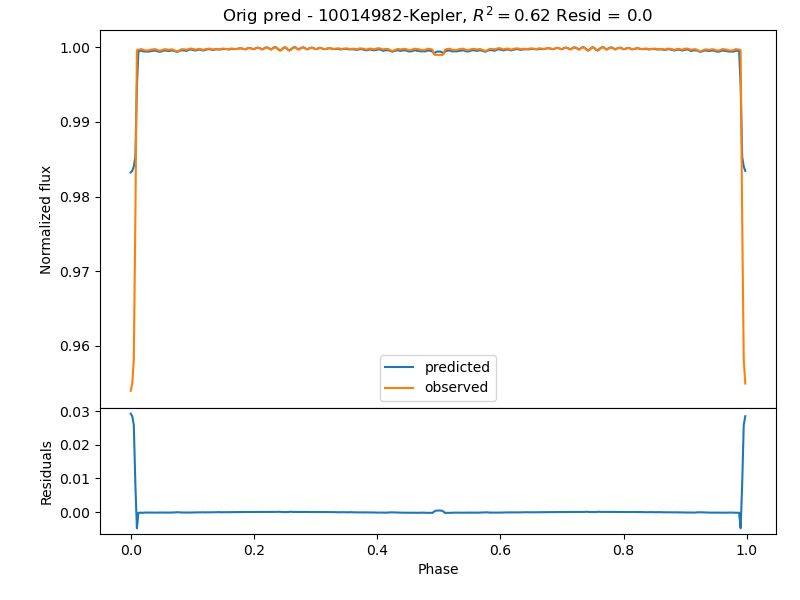 Orig pred - 10014982-Kepler, R² = 0.62 Resid = 0.0
Normalized flux
1.00
0.99
0.98
0.97
0.96
predicted
observed
Residuals
0.03
0.02
0.01
0.00
0.0 0.2 0.4 0.6 0.8 1.0
Phase